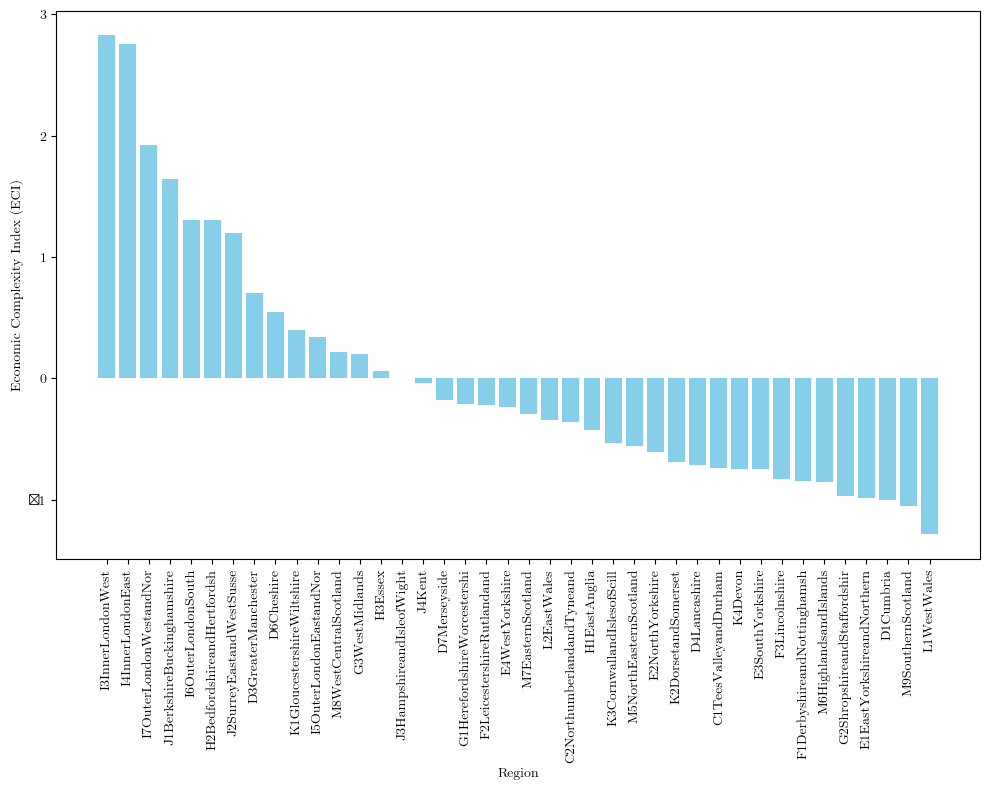 Economic Complexity Index (ECI)
3
2
1
0
☒1
I3InnerLondonWest
I4InnerLondonEast
I7OuterLondonWestandNor
J1BerkshireBuckinghamshire
I6OuterLondonSouth
H2BedfordshireandHertfordsh
J2SurreyEastandWestSusse
D3GreaterManchester
D6Cheshire
K1GloucestershireWiltshire
I5OuterLondonEastandNor
M8WestCentralScotland
G3WestMidlands
H3Essex
J3HampshireandIsleofWight
J4Kent
D7Merseyside
G1HerefordshireWorcestershi
F2LeicestershireRutlandand
E4WestYorkshire
M7EasternScotland
L2EastWales
C2NorthumberlandandTyneand
H1EastAnglia
K3CornwallandIslesofScill
M5NorthEasternScotland
E2NorthYorkshire
K2DorsetandSomerset
D4Lancashire
C1TeesValleyandDurham
K4Devon
E3SouthYorkshire
F3Lincolnshire
F1DerbyshireandNottinghamsh
M6HighlandsandIslands
G2ShropshireandStaffordshir
E1EastYorkshireandNorthern
D1Cumbria
M9SouthernScotland
L1WestWales
Region